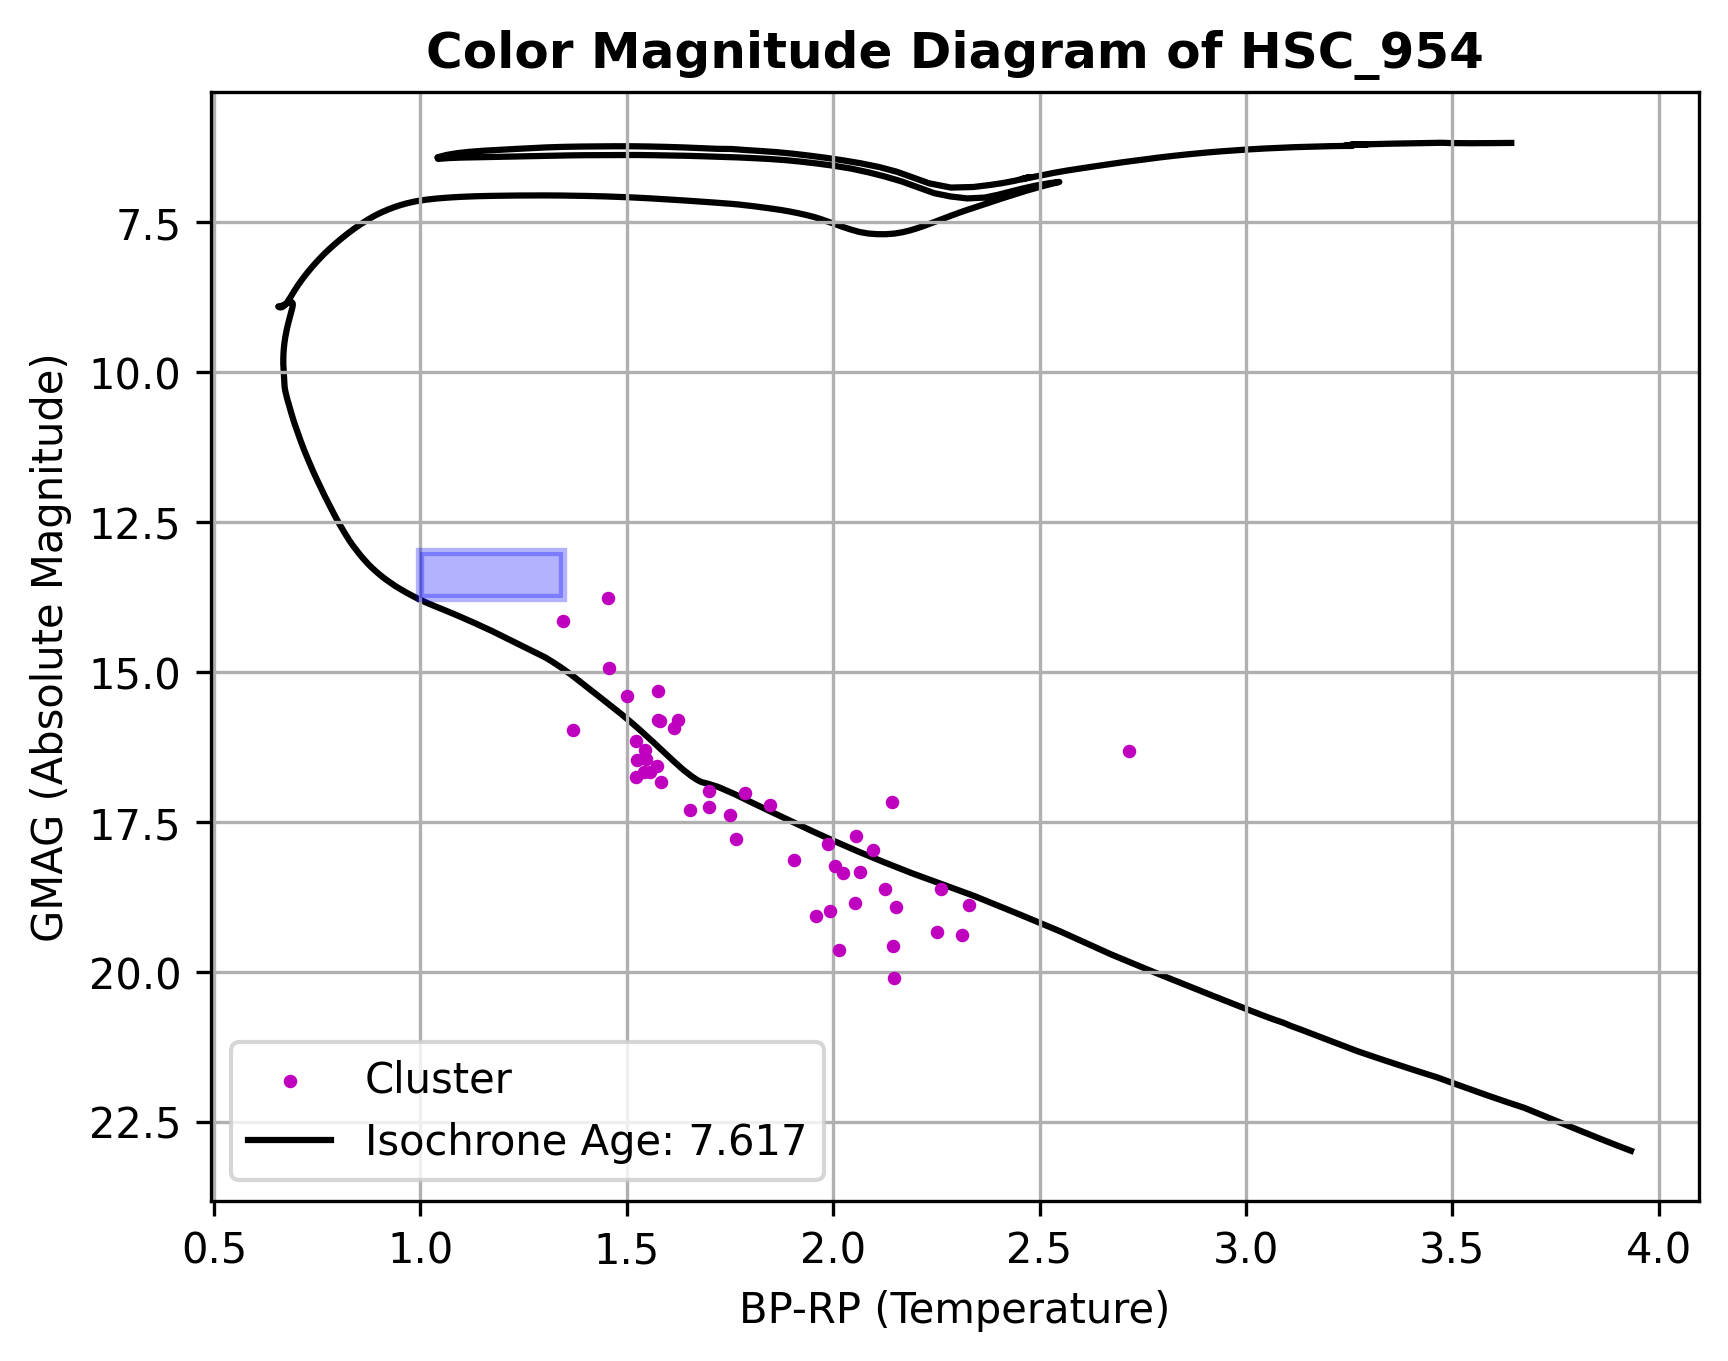 Color Magnitude Diagram of HSC_954
GMAG (Absolute Magnitude)
7.5
10.0
12.5
15.0
17.5
20.0
22.5
Cluster
Isochrone Age: 7.617
0.5 1.0 1.5 2.0 2.5 3.0 3.5 4.0
BP-RP (Temperature)